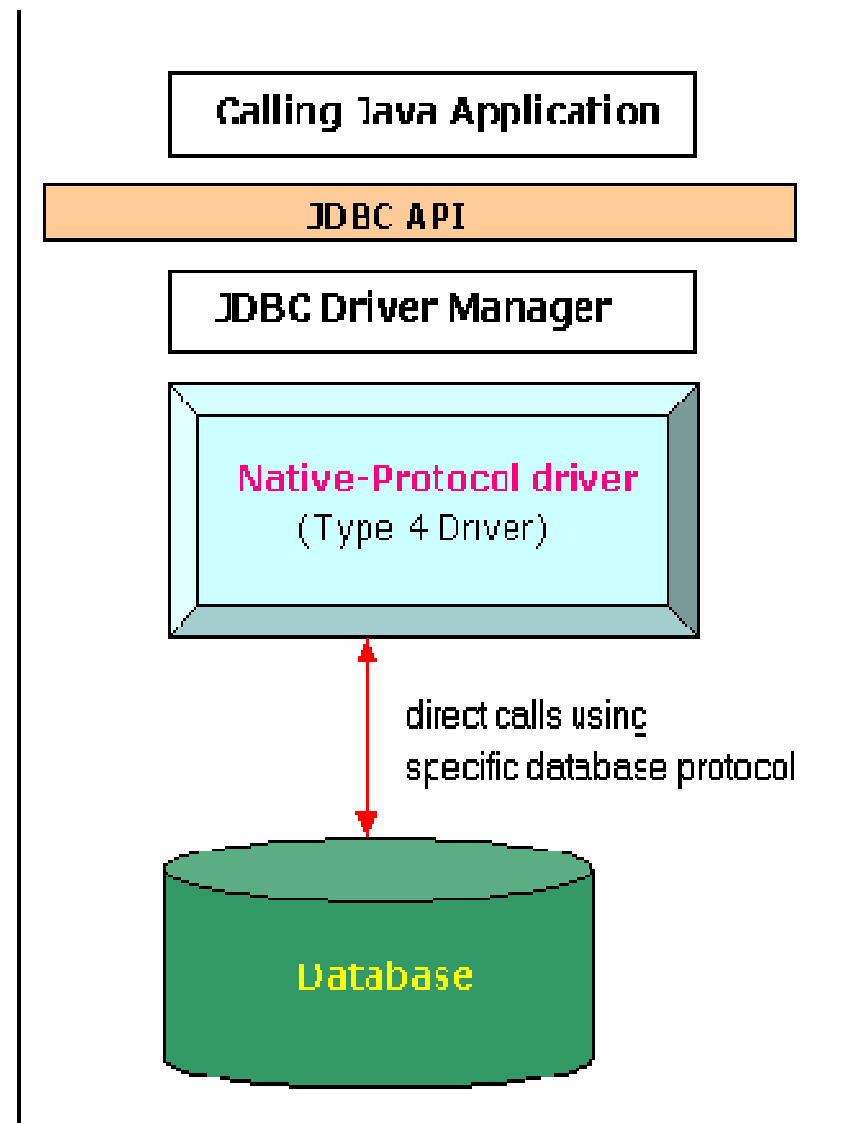 Calling Java Application
JDBC API
JDBC Driver Manager
Native-Protocol driver
(Type 4 Driver)
direct calls using
specific database protocol
Database